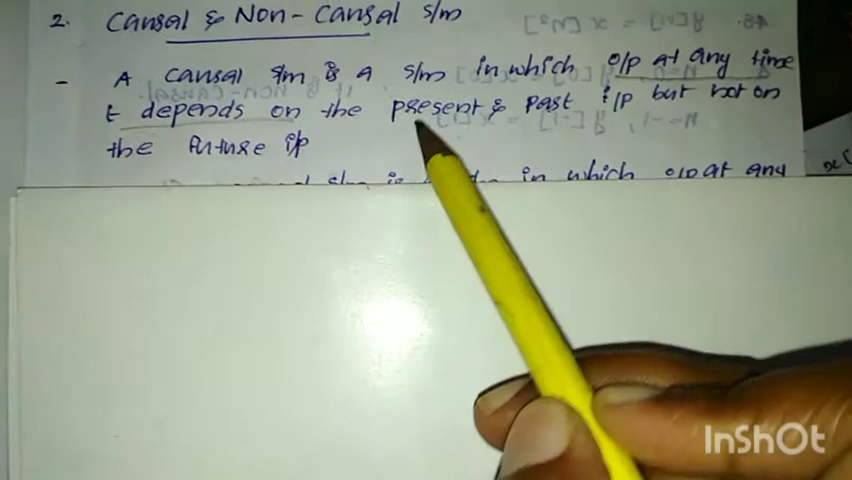 2. Causal & Non-Causal s/m
- A causal s/m is a s/m in which o/p at any time
t depends on the present & past i/p but not on
the future i/p
in which o/p at any
InShOt